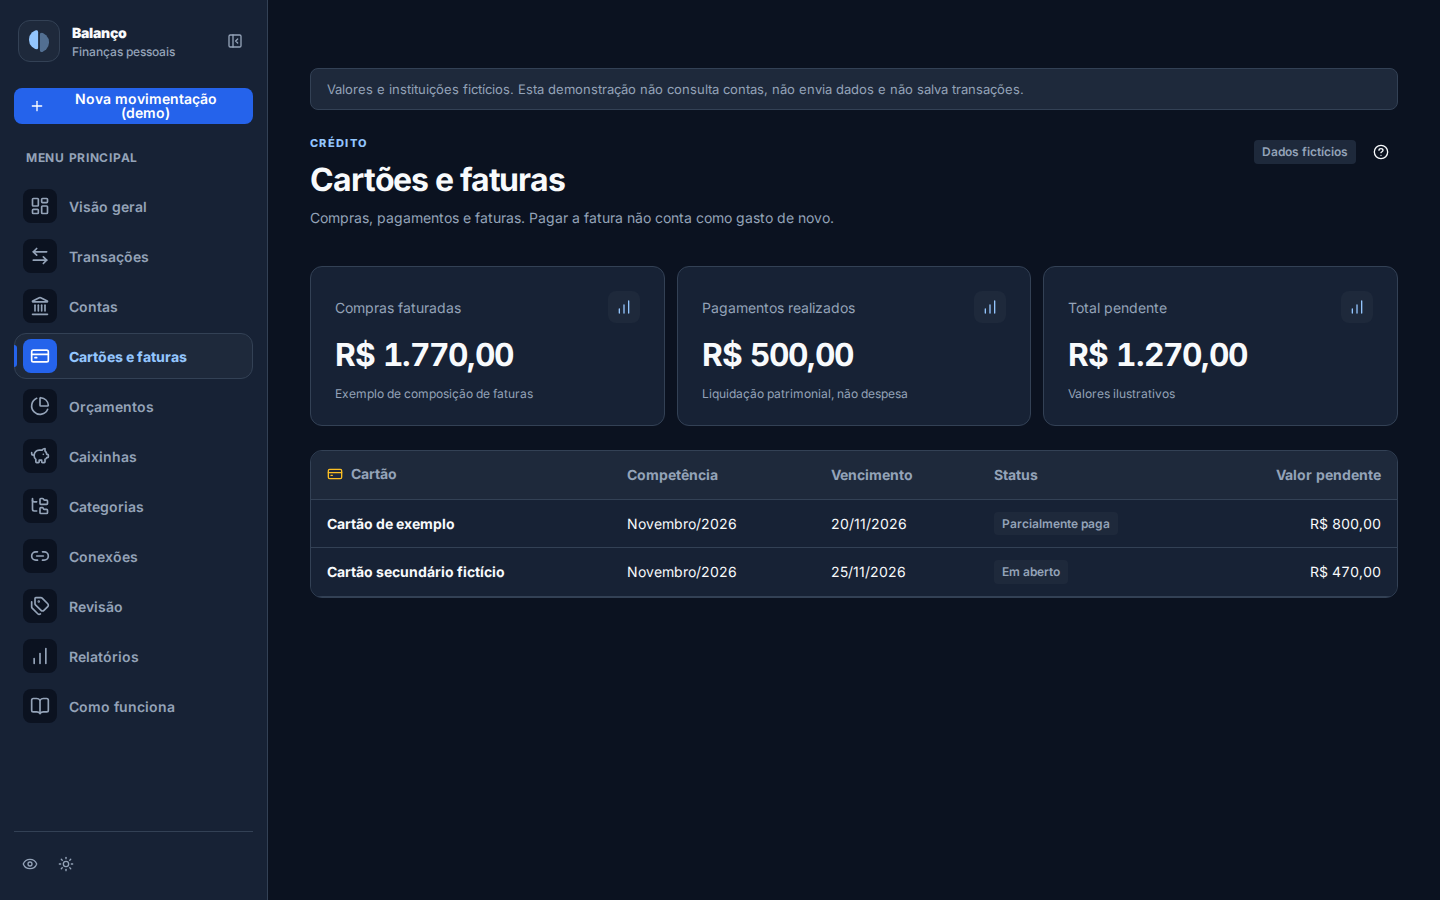 Balanço
Finanças pessoais
Nova movimentação
(demo)
MENU PRINCIPAL
Visão geral
Transações
Contas
Cartões e faturas
Orçamentos
Caixinhas
Categorias
Conexões
Revisão
Relatórios
Como funciona
Valores e instituições fictícios. Esta demonstração não consulta contas, não envia dados e não salva transações.
CRÉDITO
Dados fictícios
Cartões e faturas
Compras, pagamentos e faturas. Pagar a fatura não conta como gasto de novo.
Compras faturadas
R$ 1.770,00
Exemplo de composição de faturas
Pagamentos realizados
R$ 500,00
Liquidação patrimonial, não despesa
Total pendente
R$ 1.270,00
Valores ilustrativos
Cartão Competência Vencimento Status Valor pendente
Cartão de exemplo Novembro/2026 20/11/2026 Parcialmente paga R$ 800,00
Cartão secundário fictício Novembro/2026 25/11/2026 Em aberto R$ 470,00